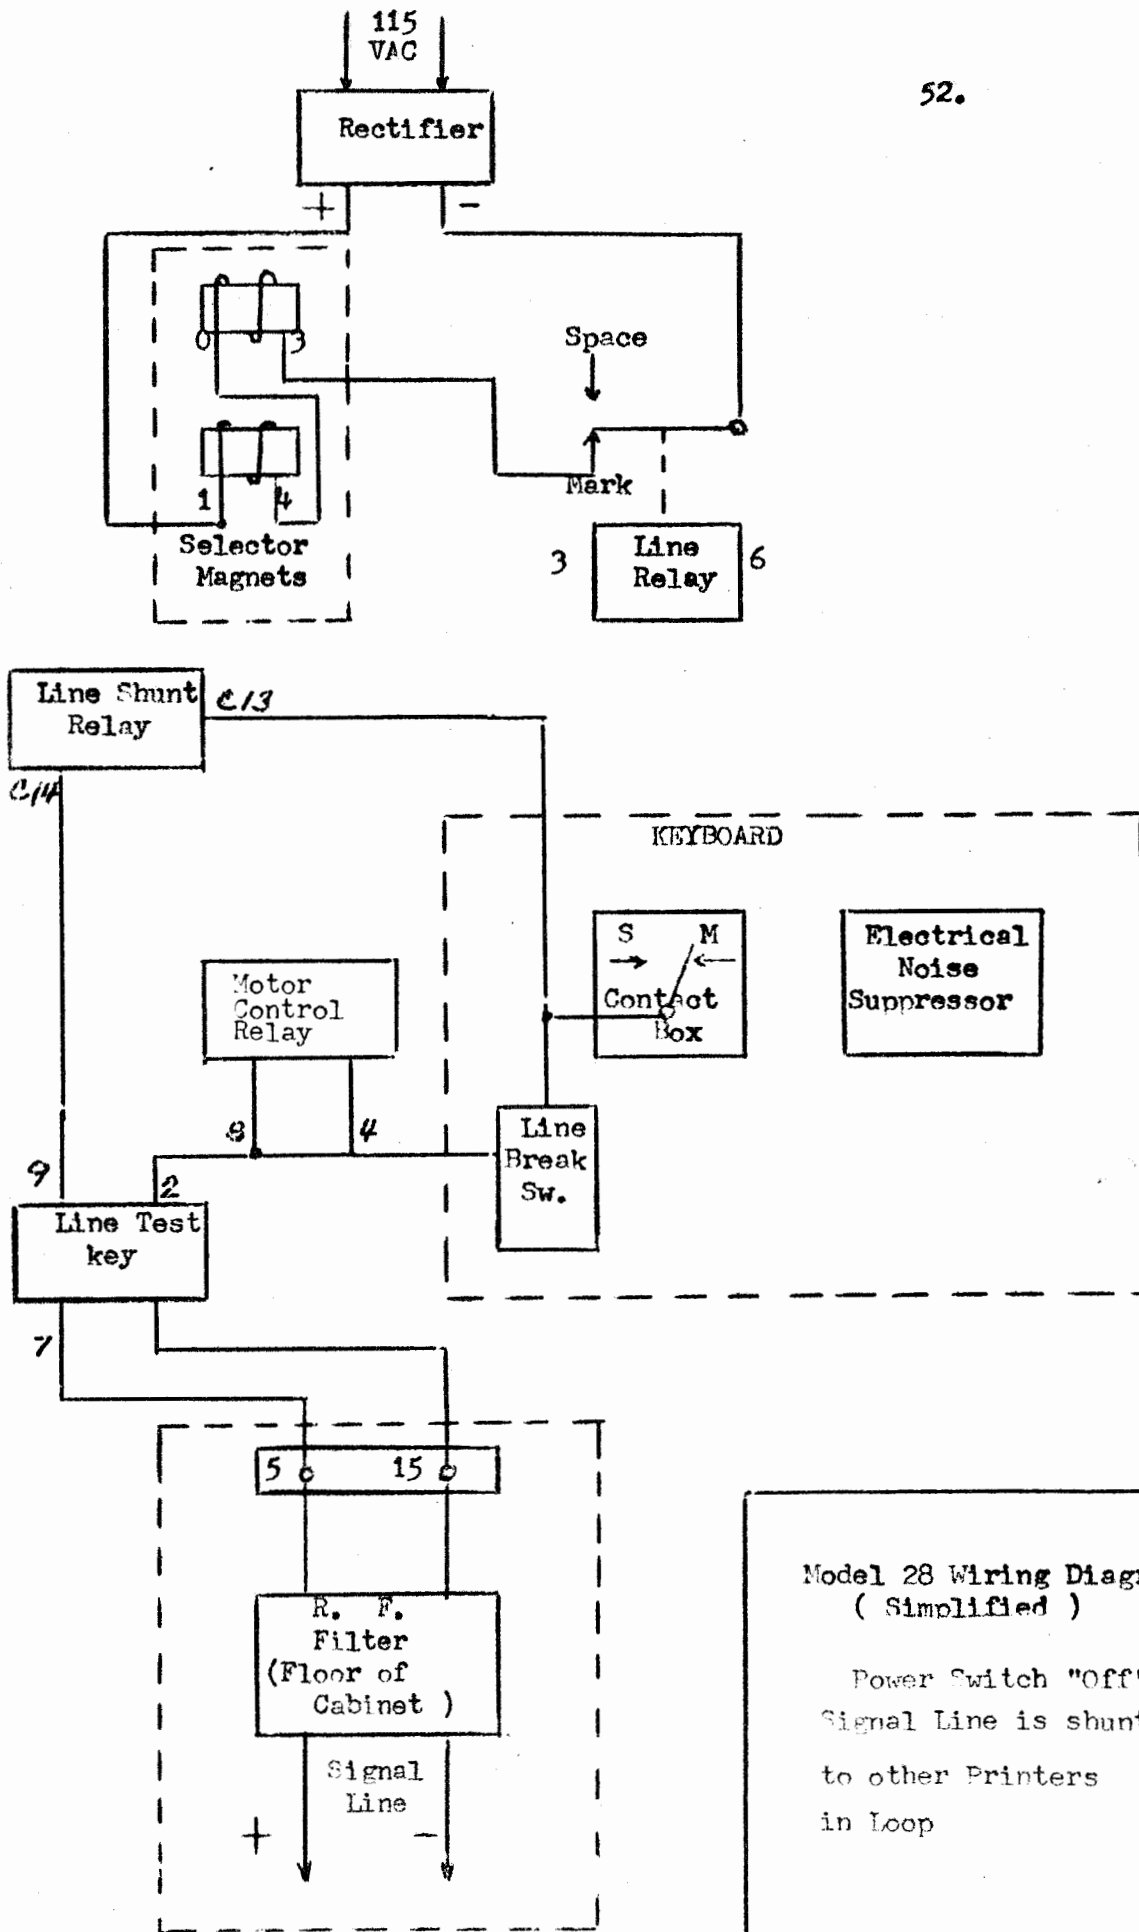 115
VAC
52.
Rectifier
+ -
0 3
Space
1 4
Mark
Selector
Magnets
3
Line
Relay
6
Line Shunt
Relay
C13
C14
KEYBOARD
S M
Contact
Box
Electrical
Noise
Suppressor
Motor
Control
Relay
8 4
Line
Break
Sw.
9 2
Line Test
key
7
5 15
R. F.
Filter
(Floor of
Cabinet )
Signal
Line
+ -
Model 28 Wiring Diagr
( Simplified )
Power Switch "Off"
Signal Line is shunt
to other Printers
in Loop